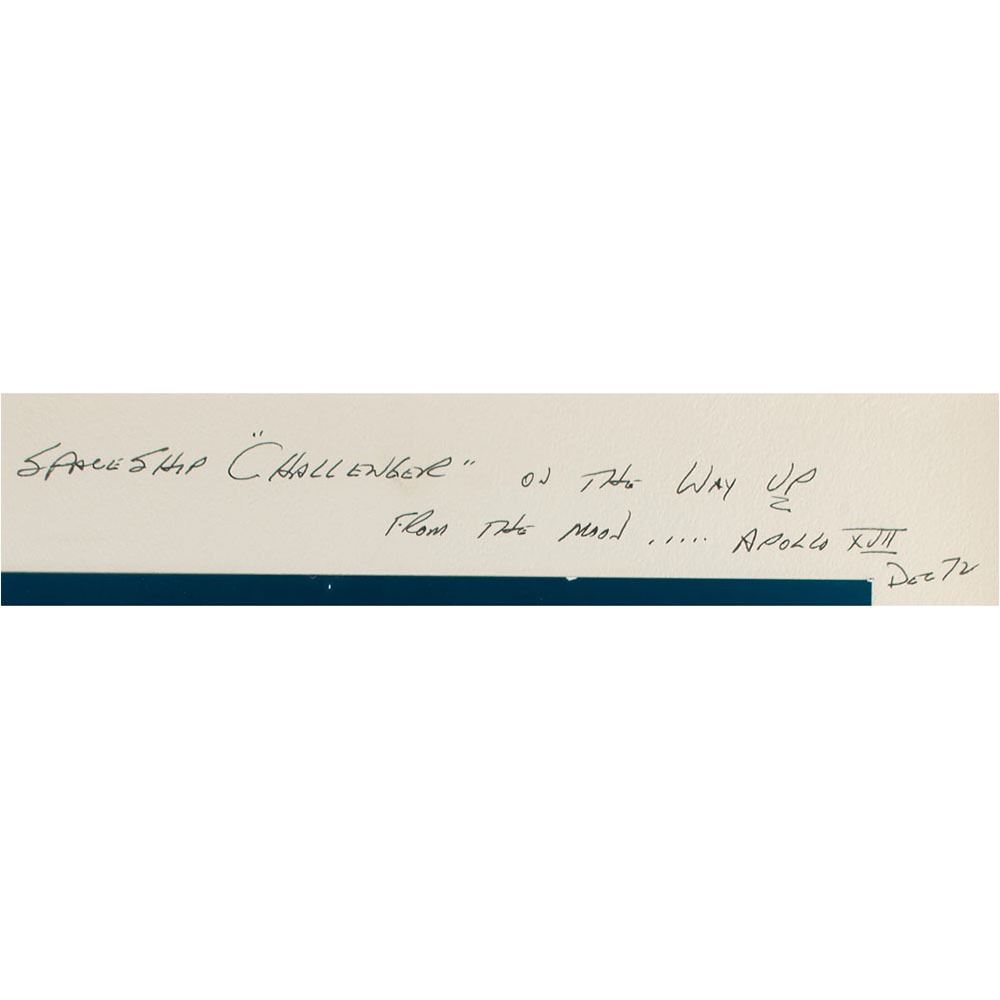 SPACESHIP "CHALLENGER" ON THE WAY UP
FROM THE MOON ..... APOLLO XVII
DEC 72